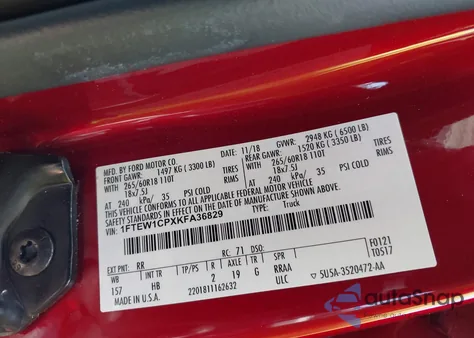 MFD. BY FORD MOTOR CO.
11/18 GVWR: 2948 KG (6500 LB)
FRONT GAWR: 1497 KG (3300 LB) REAR GAWR: 1520 KG (3350 LB)
265/60R18 110T TIRES 265/60R18 110T TIRES
18x7.5J RIMS 18x7.5J RIMS
AT 240 kPa/ 35 PSI COLD AT 240 kPa/ 35 PSI COLD
THIS VEHICLE CONFORMS TO ALL APPLICABLE FEDERAL MOTOR VEHICLE
SAFETY STANDARDS IN EFFECT ON THE DATE OF MANUFACTURE SHOWN ABOVE.
VIN: 1FTEW1CPXKFA36829
TYPE: Truck
F0121
T0517
EXT PNT: RR RC: 71 DSO:
WB INT TR TP/PS R AXLE TR SPR
157 HB 2 19 G RRAA
MADE IN U.S.A. 2201811162632 ULC 5U5A-3520472-AA
autoSnap